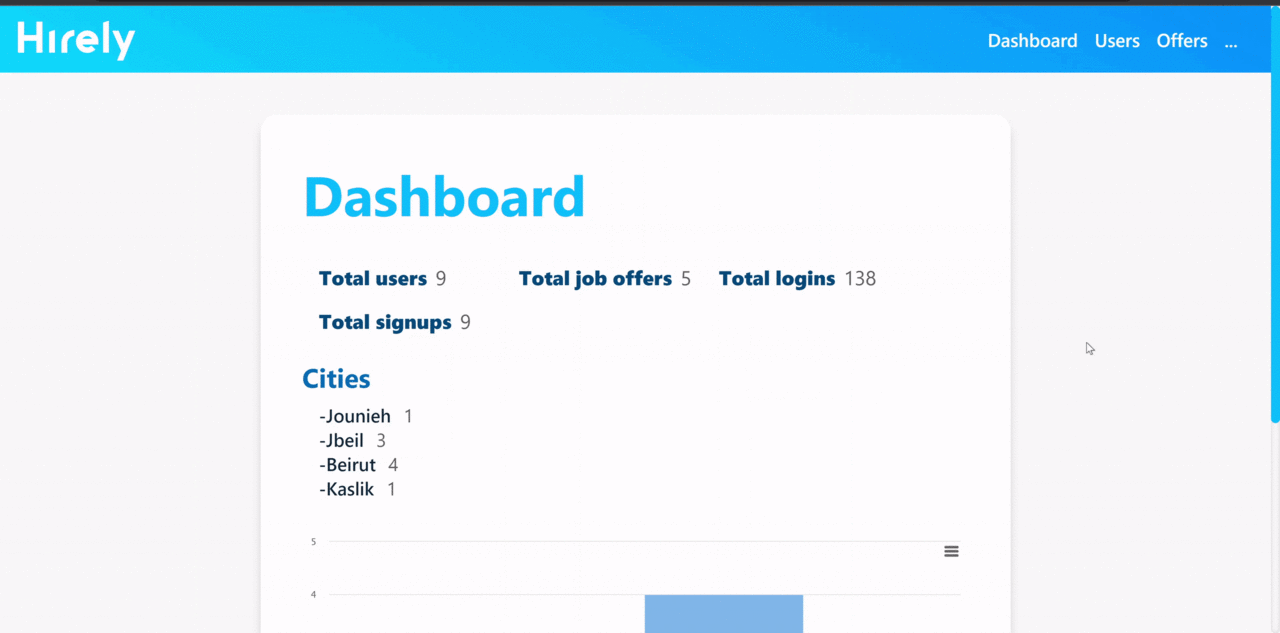 Hirely
Dashboard Users Offers ...
Dashboard
Total users 9 Total job offers 5 Total logins 138
Total signups 9
Cities
-Jounieh 1
-Jbeil 3
-Beirut 4
-Kaslik 1
5
4